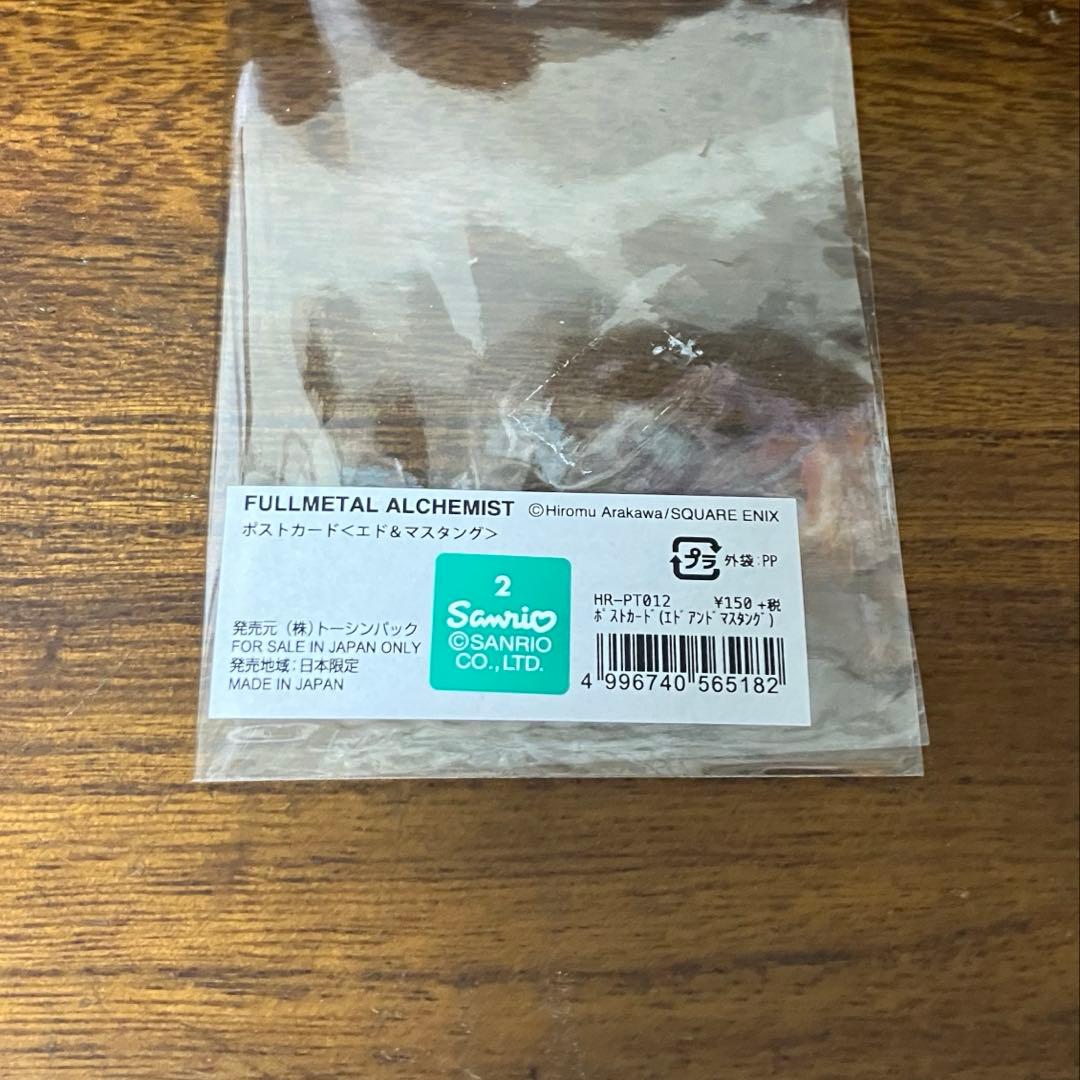 FULLMETAL ALCHEMIST ©Hiromu Arakawa/SQUARE ENIX
ポストカード<エド&マスタング>
プラ 外袋:PP
2
Sanrio
©SANRIO
CO.,LTD.
HR-PT012 ¥150+税
ポストカード(エドアンドマスタング)
発売元 (株)トーシンパック
FOR SALE IN JAPAN ONLY
発売地域:日本限定
MADE IN JAPAN
4 996740 565182